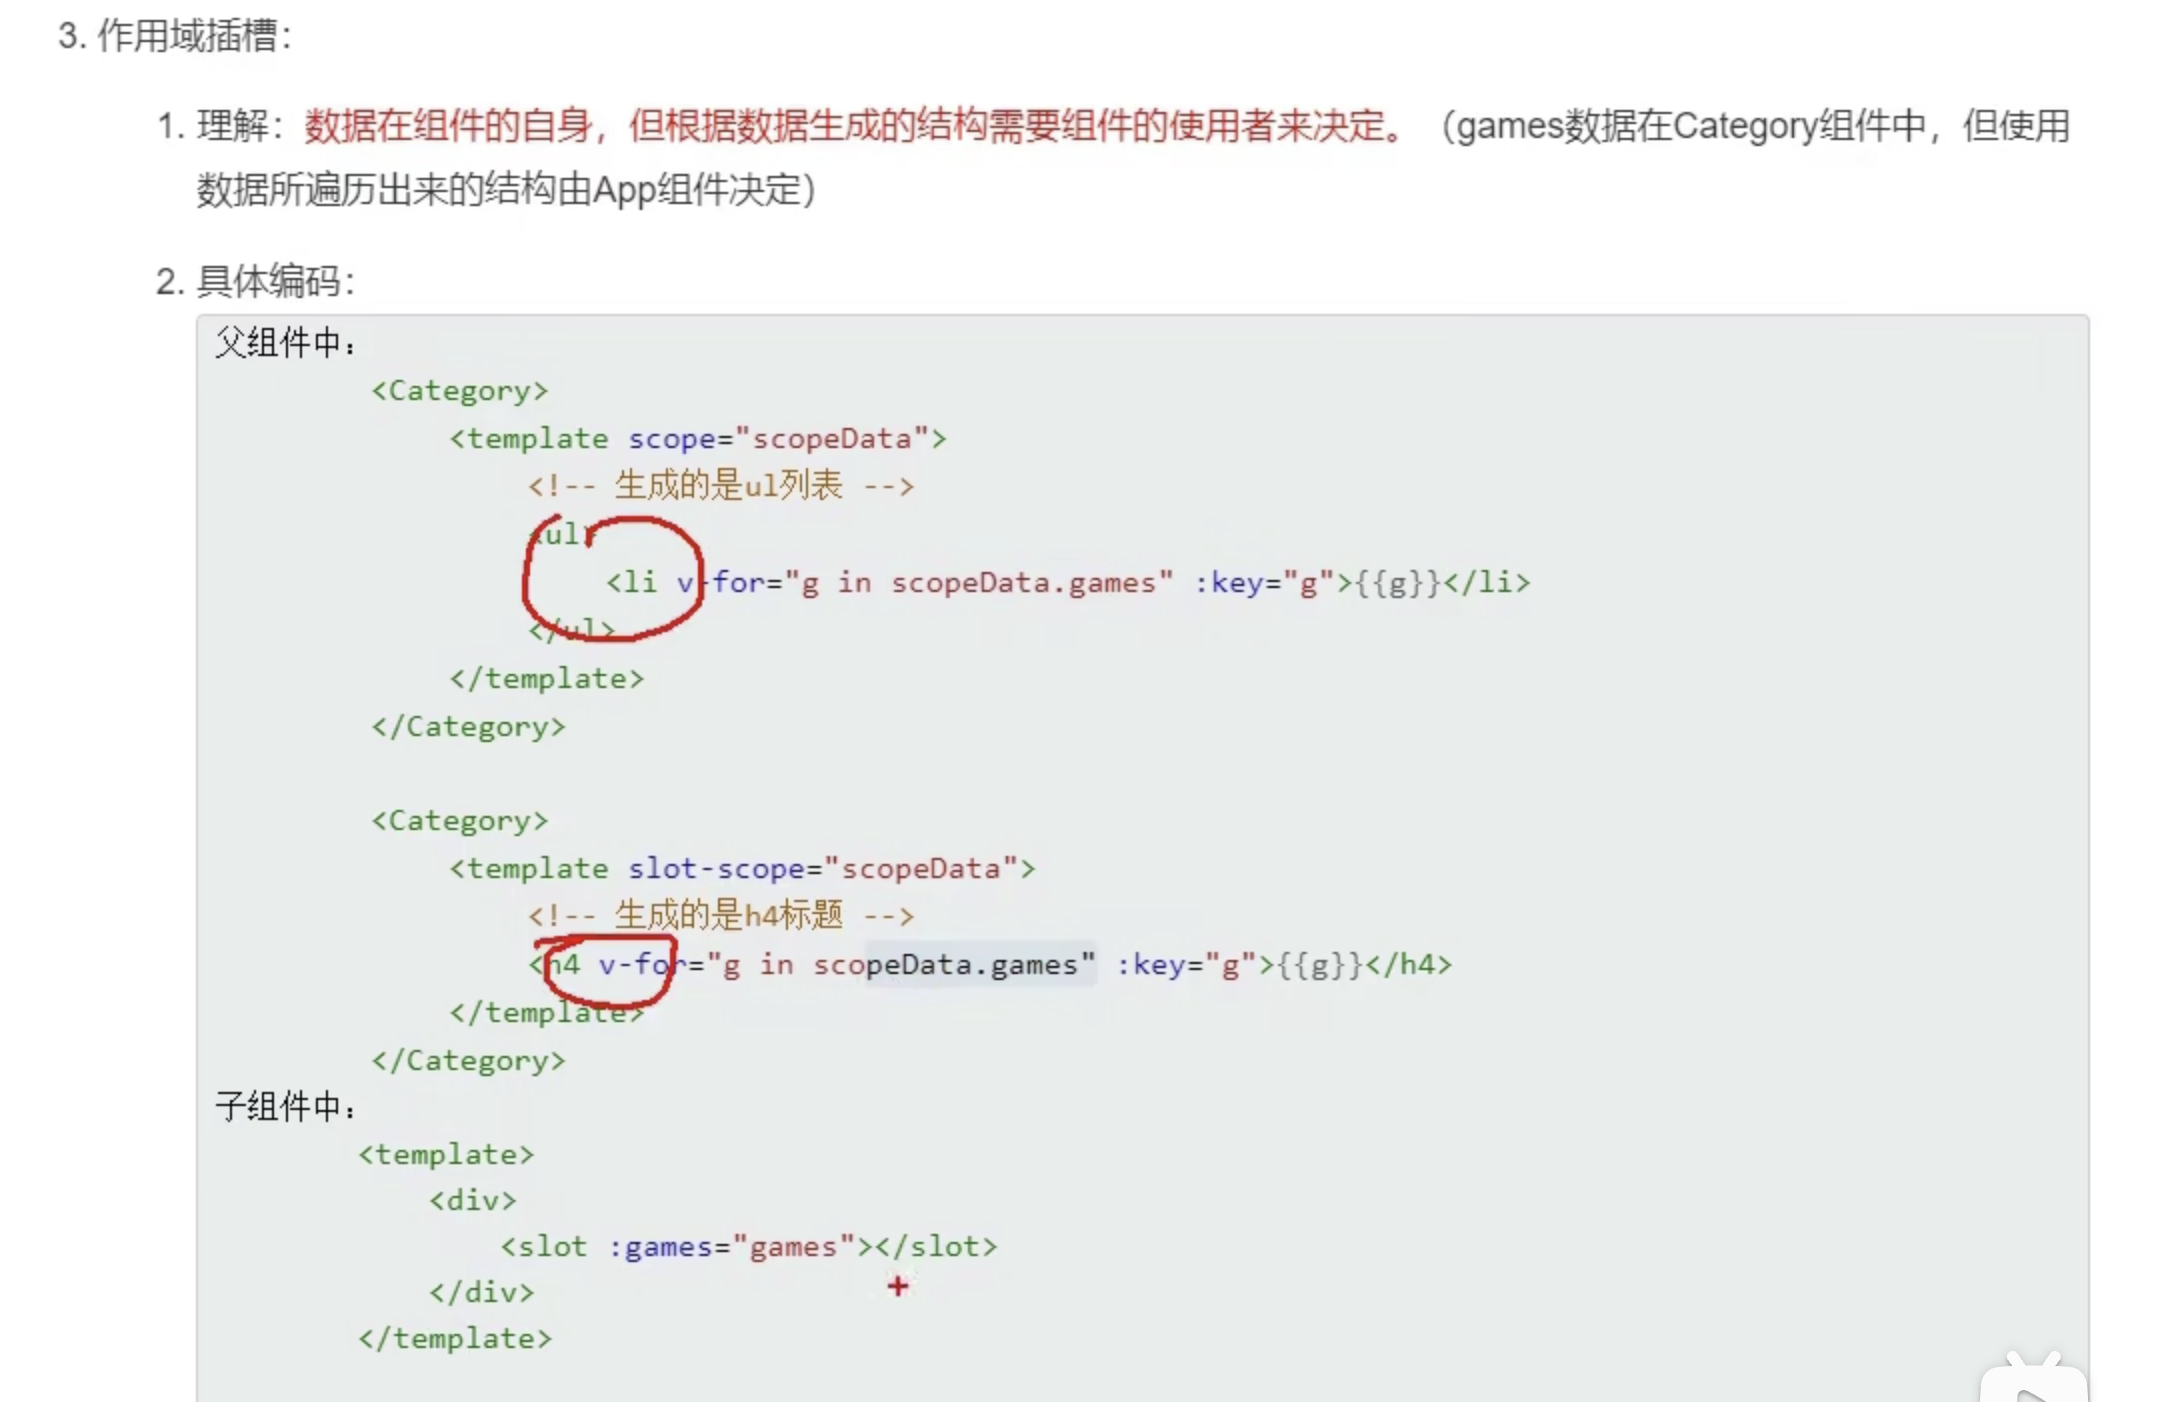 3. 作用域插槽：
1. 理解：数据在组件的自身，但根据数据生成的结构需要组件的使用者来决定。（games数据在Category组件中，但使用
数据所遍历出来的结构由App组件决定）
2. 具体编码：
父组件中：
<Category>
<template scope="scopeData">
<!-- 生成的是ul列表 -->
<ul>
<li v-for="g in scopeData.games" :key="g">{{g}}</li>
</ul>
</template>
</Category>
<Category>
<template slot-scope="scopeData">
<!-- 生成的是h4标题 -->
<h4 v-for="g in scopeData.games" :key="g">{{g}}</h4>
</template>
</Category>
子组件中：
<template>
<div>
<slot :games="games"></slot>
</div>
</template>